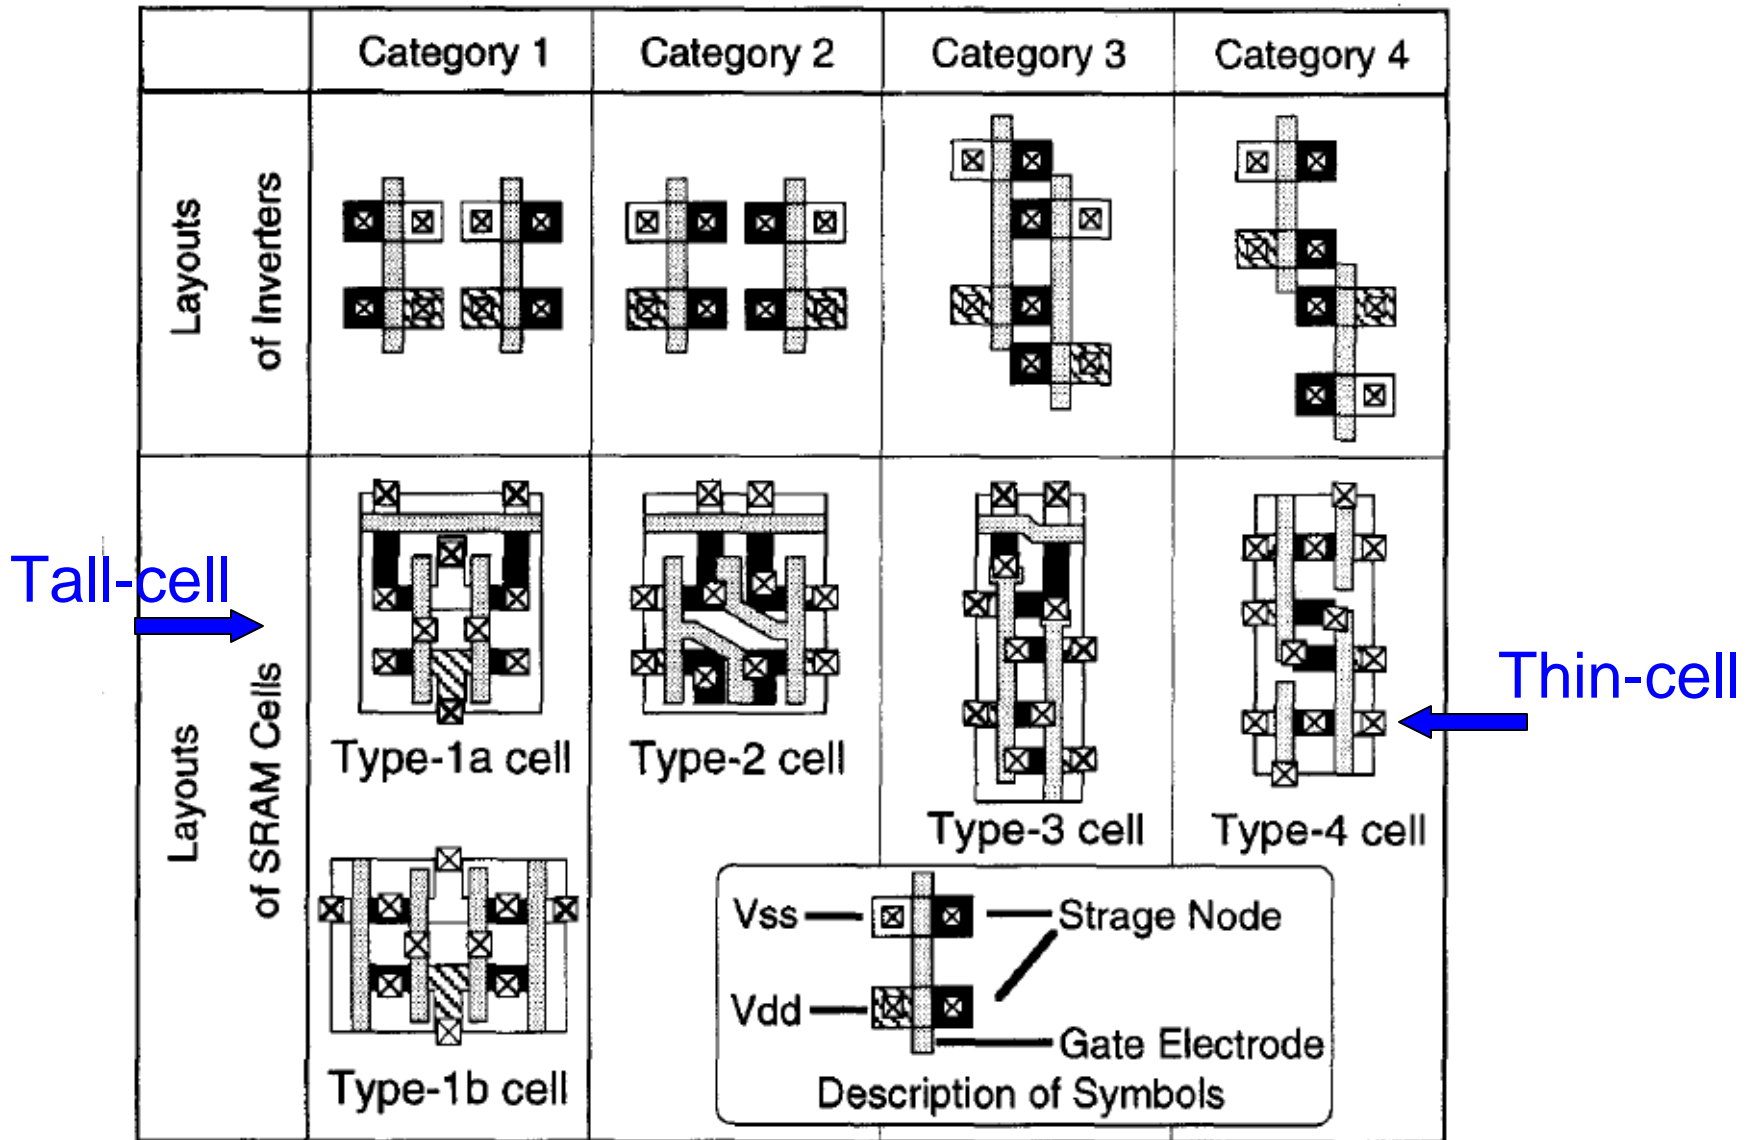 Category 1
Category 2
Category 3
Category 4
Layouts
of Inverters
Layouts
of SRAM Cells
Tall-cell
Thin-cell
Type-1a cell
Type-2 cell
Type-3 cell
Type-4 cell
Type-1b cell
Vss
Strage Node
Vdd
Gate Electrode
Description of Symbols